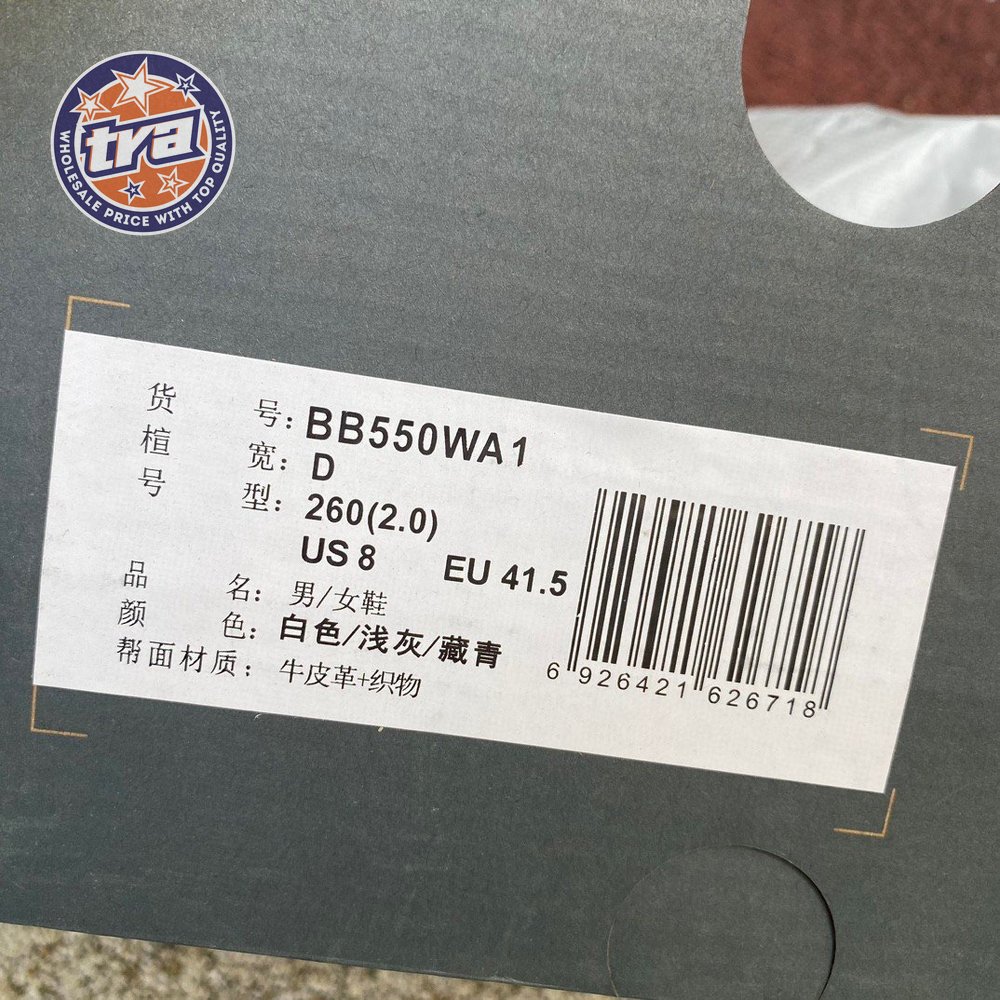 tra
WHOLESALE PRICE WITH TOP QUALITY
货 号: BB550WA1
楦 宽: D
号 型: 260(2.0)
US 8 EU 41.5
品 名: 男/女鞋
颜 色: 白色/浅灰/藏青
帮面材质: 牛皮革+织物
6 926421 626718